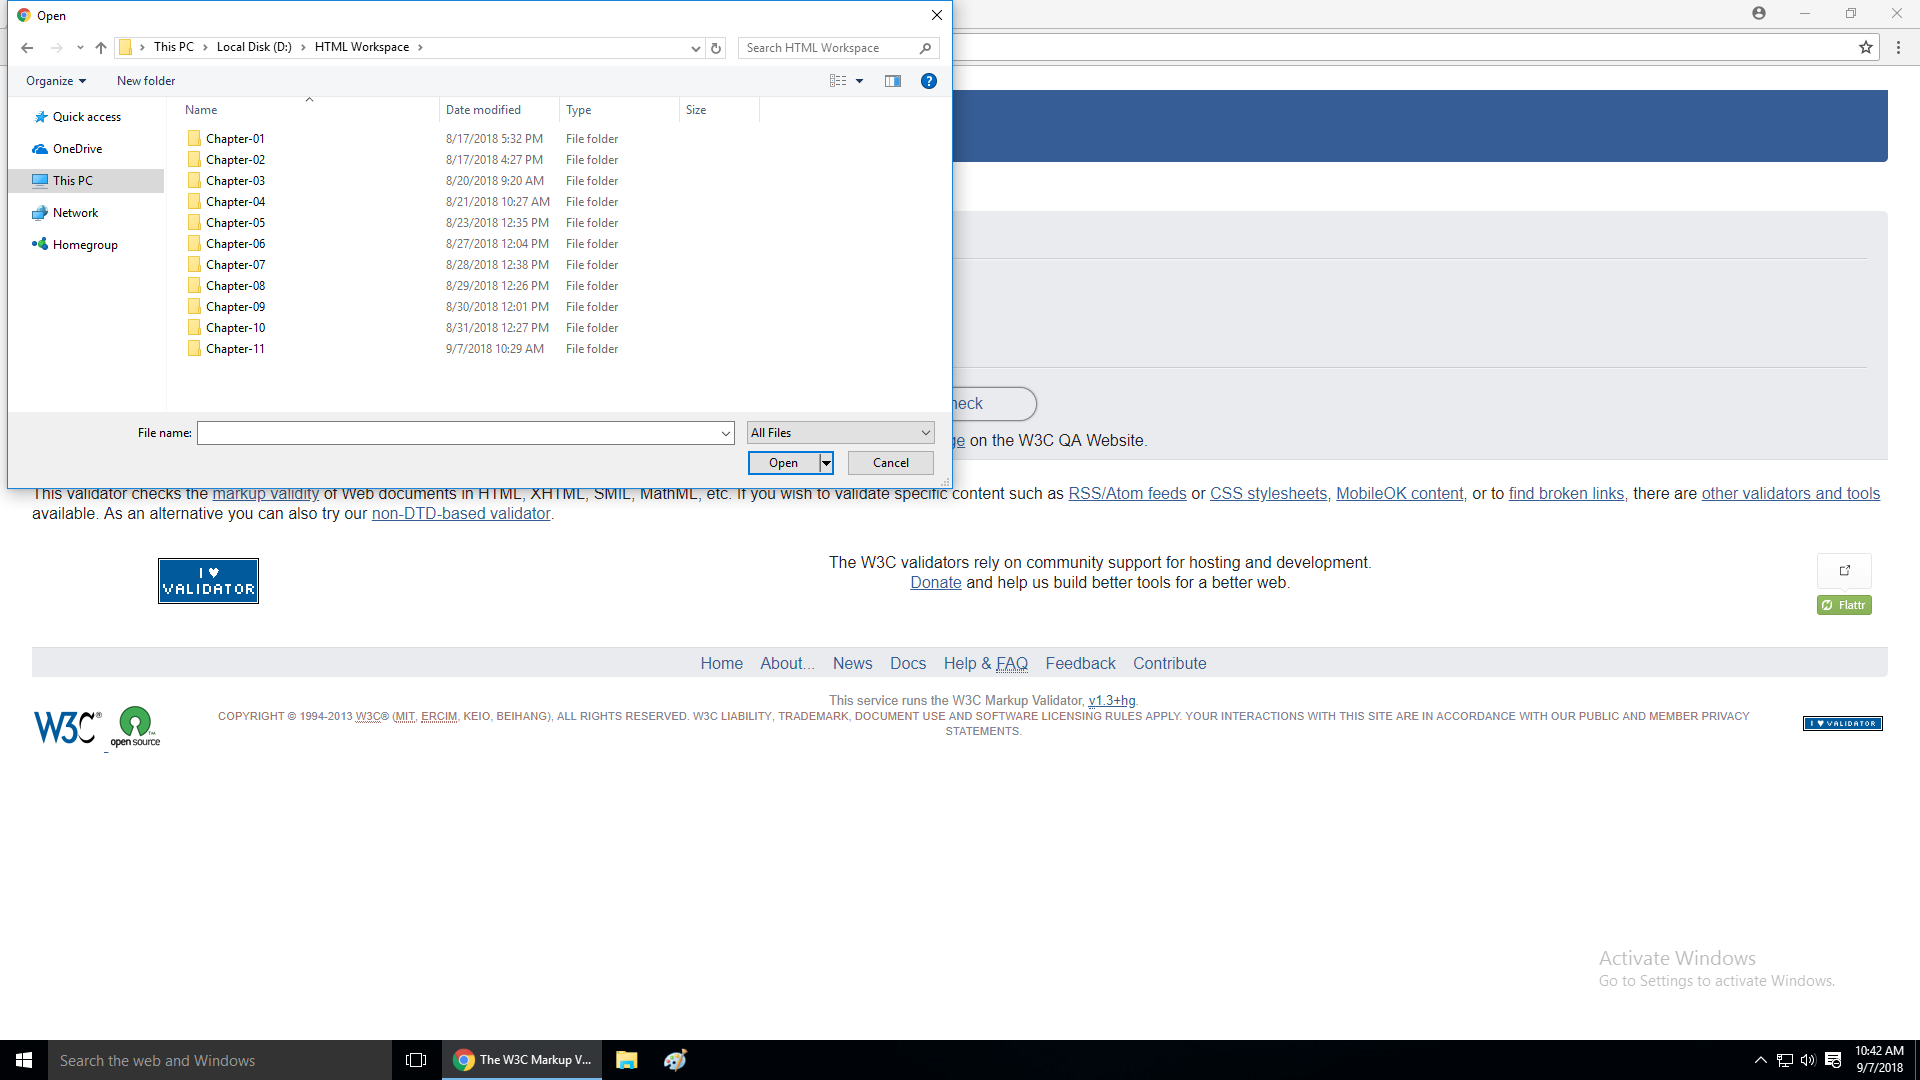 Open
This PC
Local Disk (D:)
HTML Workspace
Search HTML Workspace
Organize
New folder
Name
Date modified
Type
Size
Quick access
OneDrive
This PC
Network
Homegroup
Chapter-01 8/17/2018 5:32 PM File folder
Chapter-02 8/17/2018 4:27 PM File folder
Chapter-03 8/20/2018 9:20 AM File folder
Chapter-04 8/21/2018 10:27 AM File folder
Chapter-05 8/23/2018 12:35 PM File folder
Chapter-06 8/27/2018 12:04 PM File folder
Chapter-07 8/28/2018 12:38 PM File folder
Chapter-08 8/29/2018 12:26 PM File folder
Chapter-09 8/30/2018 12:01 PM File folder
Chapter-10 8/31/2018 12:27 PM File folder
Chapter-11 9/7/2018 10:29 AM File folder
File name:
All Files
Open
Cancel
on the W3C QA Website.
This validator checks the markup validity of Web documents in HTML, XHTML, SMIL, MathML, etc. If you wish to validate specific content such as RSS/Atom feeds or CSS stylesheets, MobileOK content, or to find broken links, there are other validators and tools
available. As an alternative you can also try our non-DTD-based validator.
I ♥
VALIDATOR
The W3C validators rely on community support for hosting and development.
Donate and help us build better tools for a better web.
Flattr
Home About... News Docs Help & FAQ Feedback Contribute
W3C®
open source
TM
This service runs the W3C Markup Validator, v1.3+hg.
COPYRIGHT © 1994-2013 W3C® (MIT, ERCIM, KEIO, BEIHANG), ALL RIGHTS RESERVED. W3C LIABILITY, TRADEMARK, DOCUMENT USE AND SOFTWARE LICENSING RULES APPLY. YOUR INTERACTIONS WITH THIS SITE ARE IN ACCORDANCE WITH OUR PUBLIC AND MEMBER PRIVACY
STATEMENTS.
I ♥ VALIDATOR
Activate Windows
Go to Settings to activate Windows.
Search the web and Windows
The W3C Markup V...
10:42 AM
9/7/2018